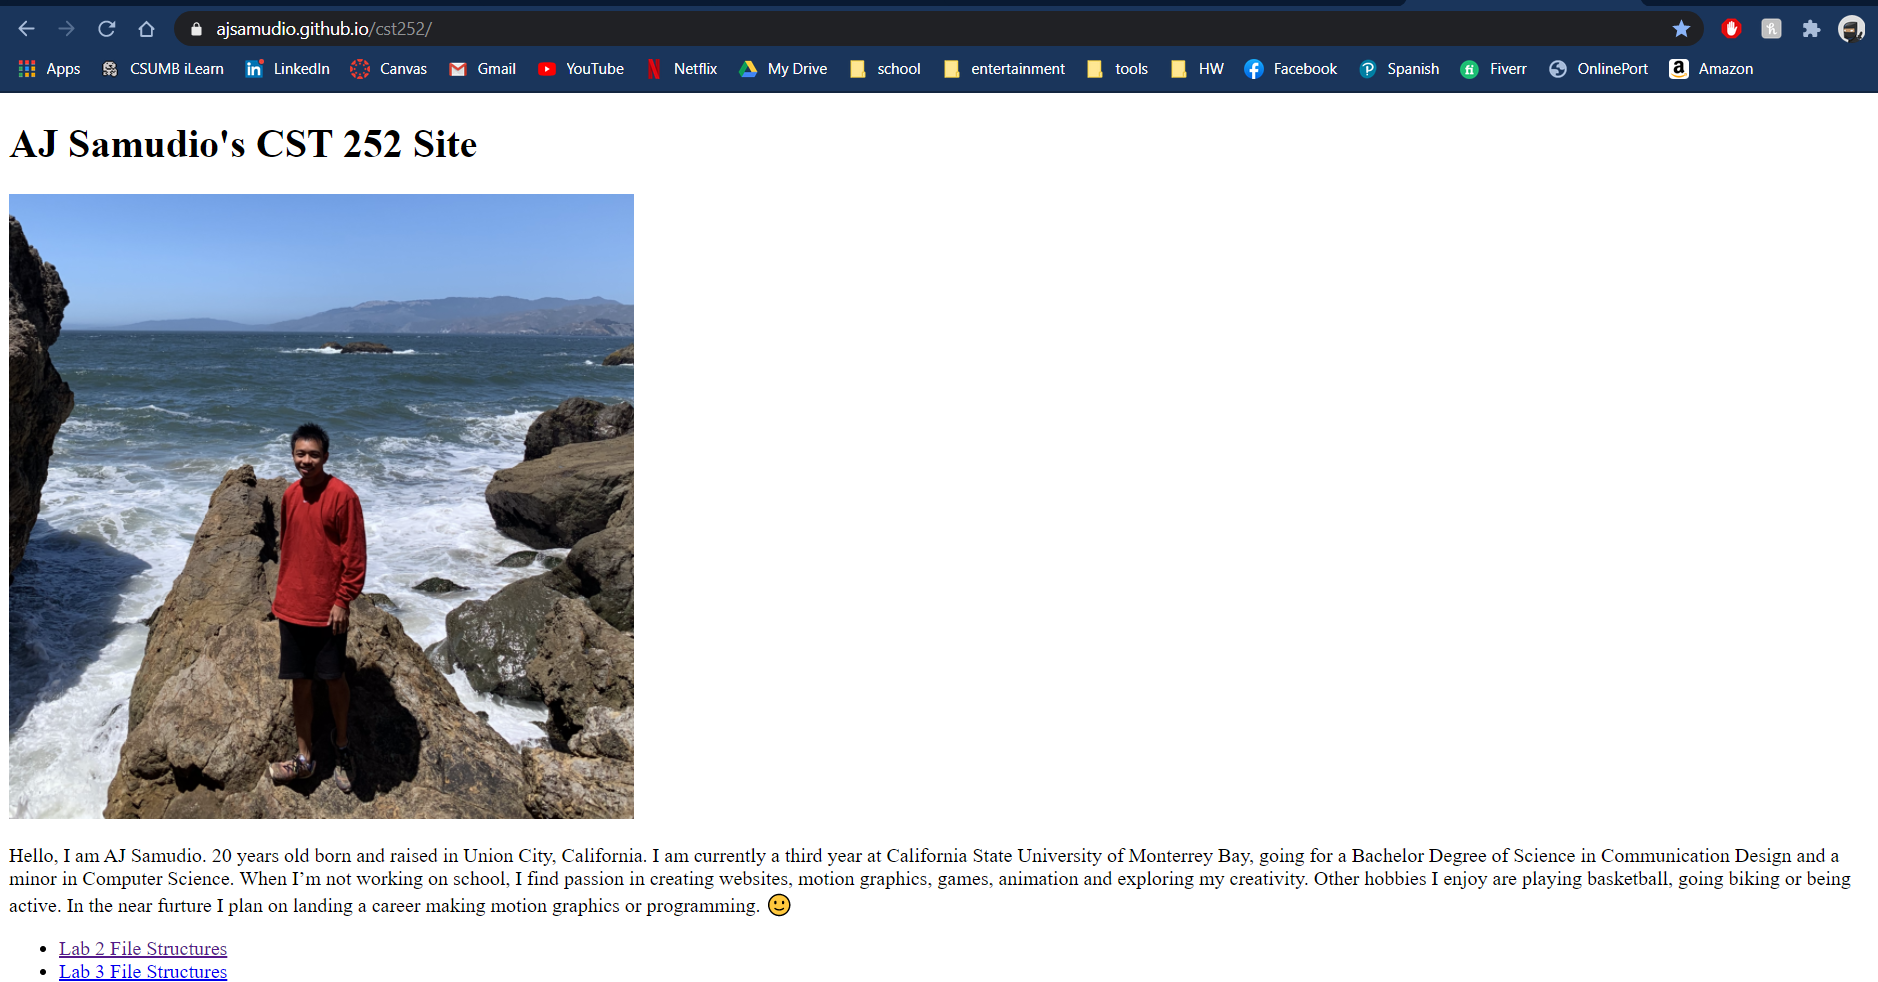 ajsamudio.github.io/cst252/
Apps CSUMB iLearn LinkedIn Canvas Gmail YouTube Netflix My Drive school entertainment tools HW Facebook Spanish Fiverr OnlinePort Amazon
AJ Samudio's CST 252 Site
Hello, I am AJ Samudio. 20 years old born and raised in Union City, California. I am currently a third year at California State University of Monterrey Bay, going for a Bachelor Degree of Science in Communication Design and a
minor in Computer Science. When I’m not working on school, I find passion in creating websites, motion graphics, games, animation and exploring my creativity. Other hobbies I enjoy are playing basketball, going biking or being
active. In the near furture I plan on landing a career making motion graphics or programming. 🙂
Lab 2 File Structures
Lab 3 File Structures